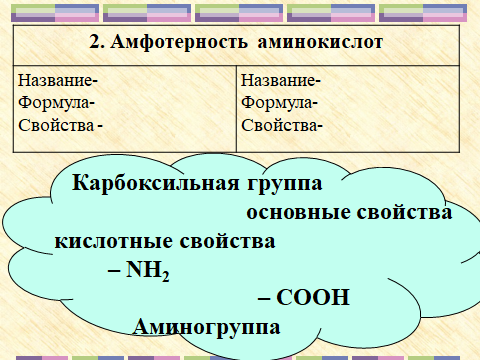 2. Амфотерность аминокислот
Название-
Формула-
Свойства -
Название-
Формула-
Свойства-
Карбоксильная группа
основные свойства
кислотные свойства
– NH₂
– COOH
Аминогруппа